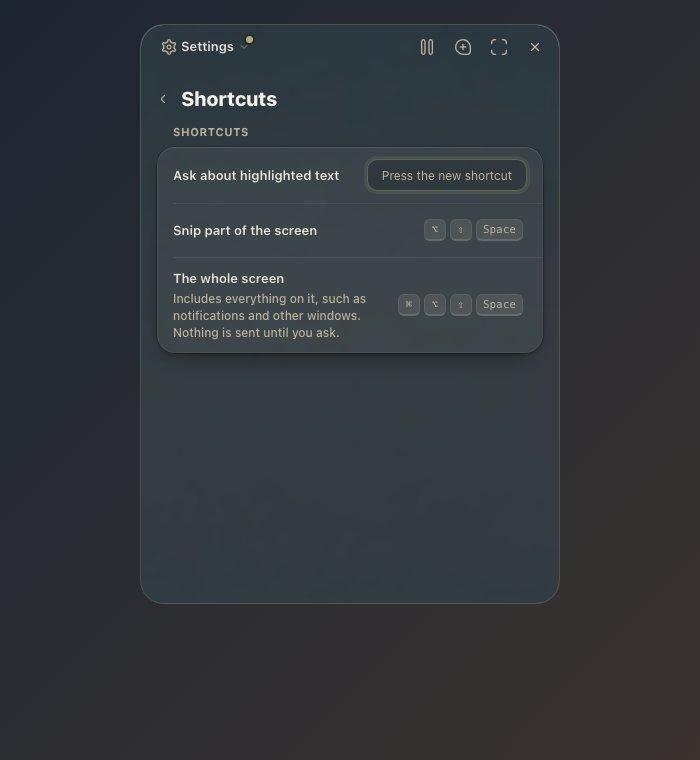 Settings
Shortcuts
SHORTCUTS
Ask about highlighted text Press the new shortcut
Snip part of the screen ⌥ ⇧ Space
The whole screen
Includes everything on it, such as
notifications and other windows.
Nothing is sent until you ask.
⌘ ⌥ ⇧ Space